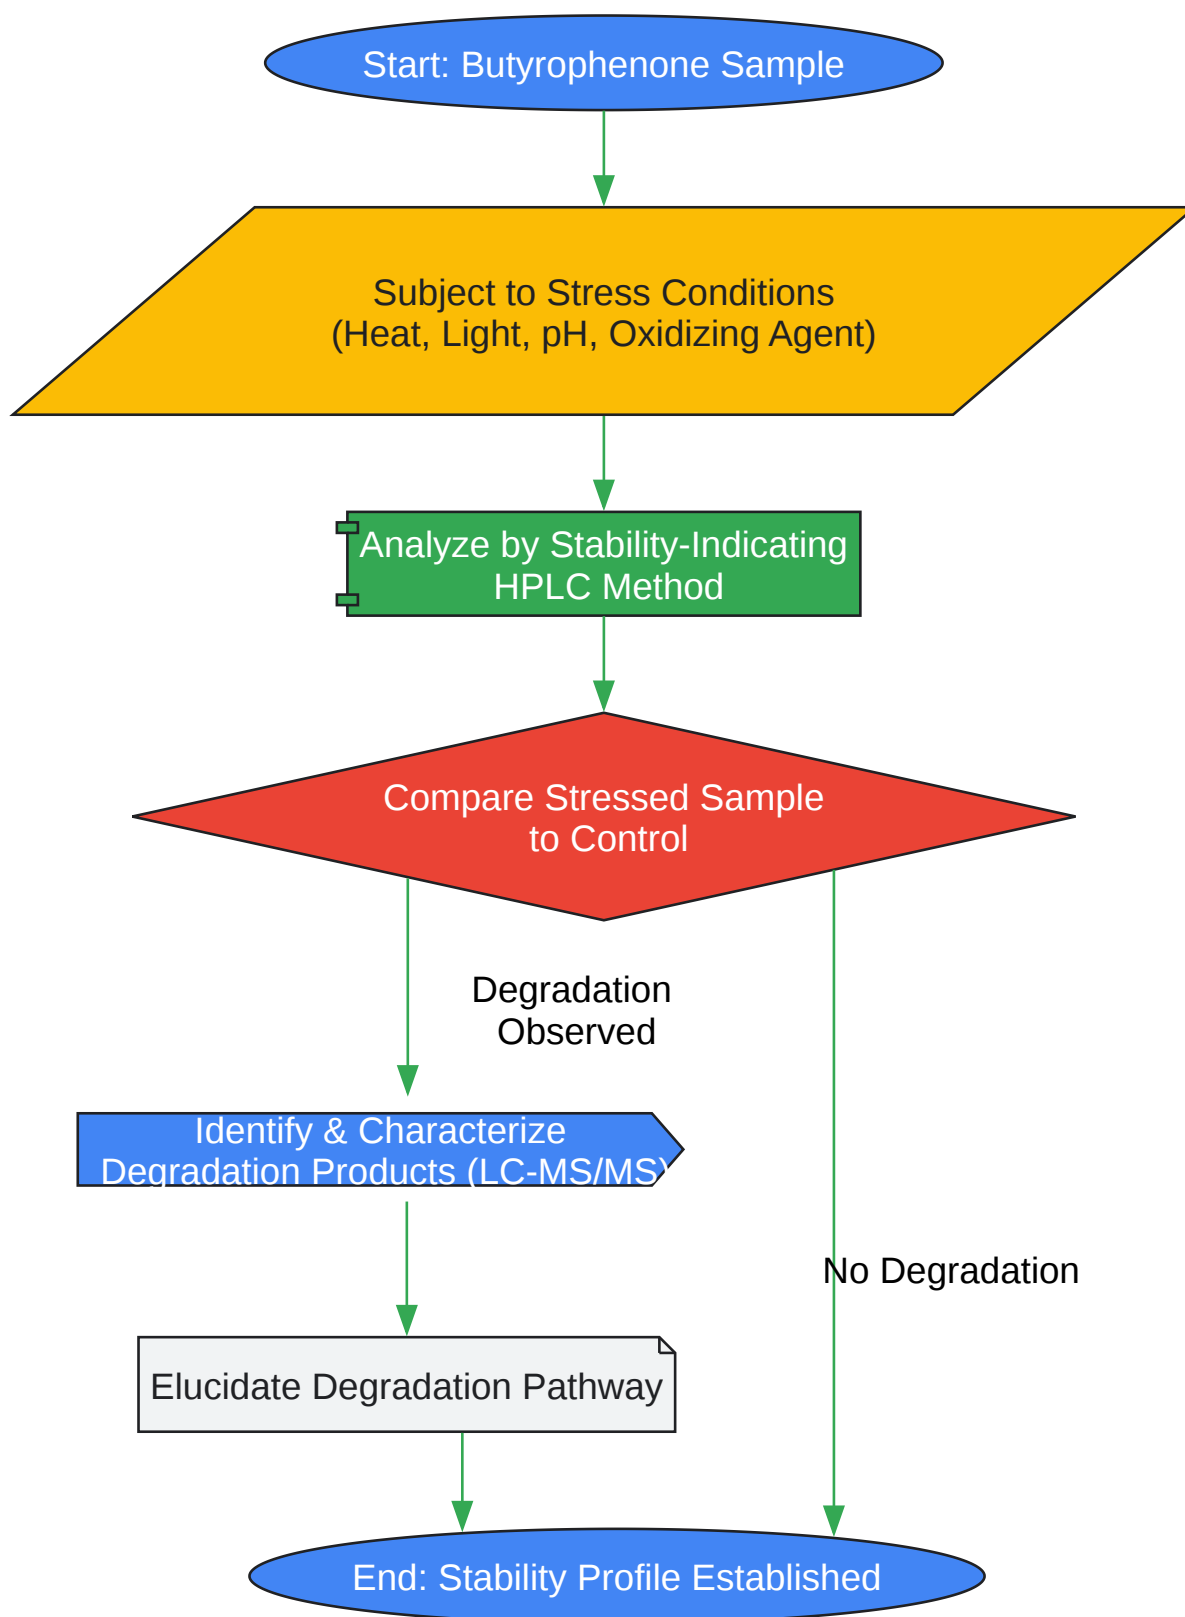 Start: Butyrophenone Sample
Subject to Stress Conditions
(Heat, Light, pH, Oxidizing Agent)
Analyze by Stability-Indicating
HPLC Method
Compare Stressed Sample
to Control
Degradation
Observed
Identify & Characterize
Degradation Products (LC-MS/MS)
No Degradation
Elucidate Degradation Pathway
End: Stability Profile Established